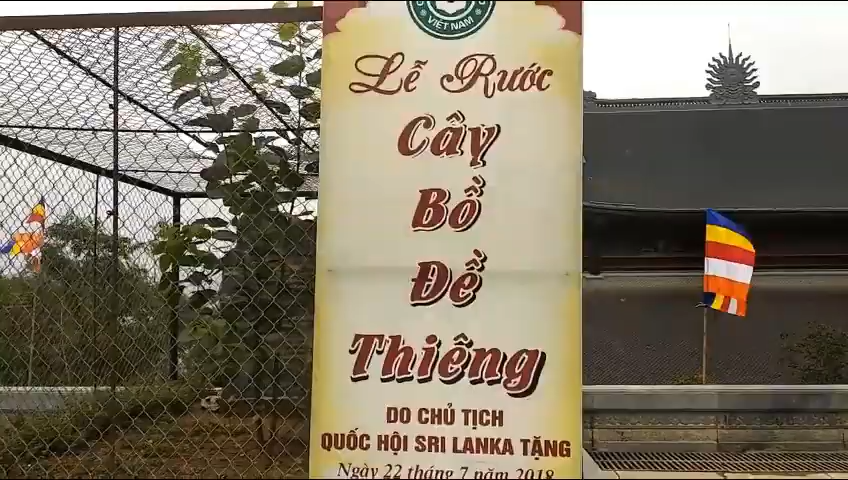 VIỆT NAM
Lễ Rước
Cây
Bồ
Đề
Thiêng
DO CHỦ TỊCH
QUỐC HỘI SRI LANKA TẶNG
Ngày 22 tháng 7 năm 2018